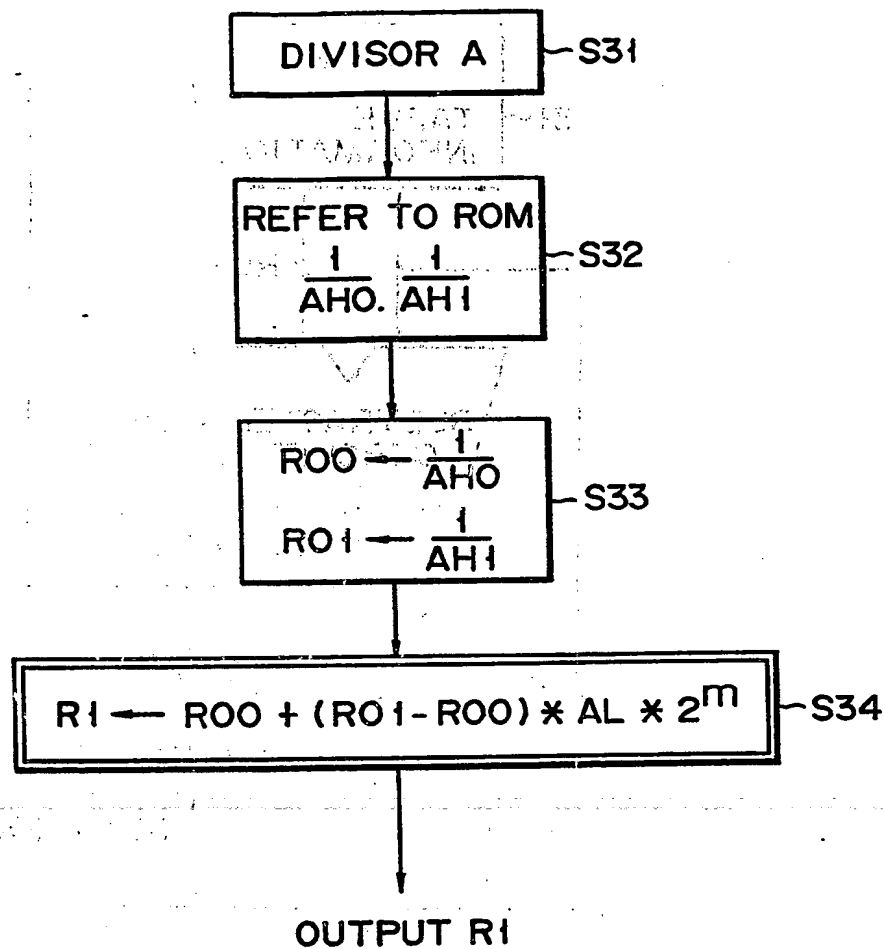 DIVISOR A S31
REFER TO ROM
1/AH0. 1/AH1 S32
R00 ← 1/AH0
R01 ← 1/AH1 S33
R1 ← R00 + (R01-R00) * AL * 2^m S34
OUTPUT R1